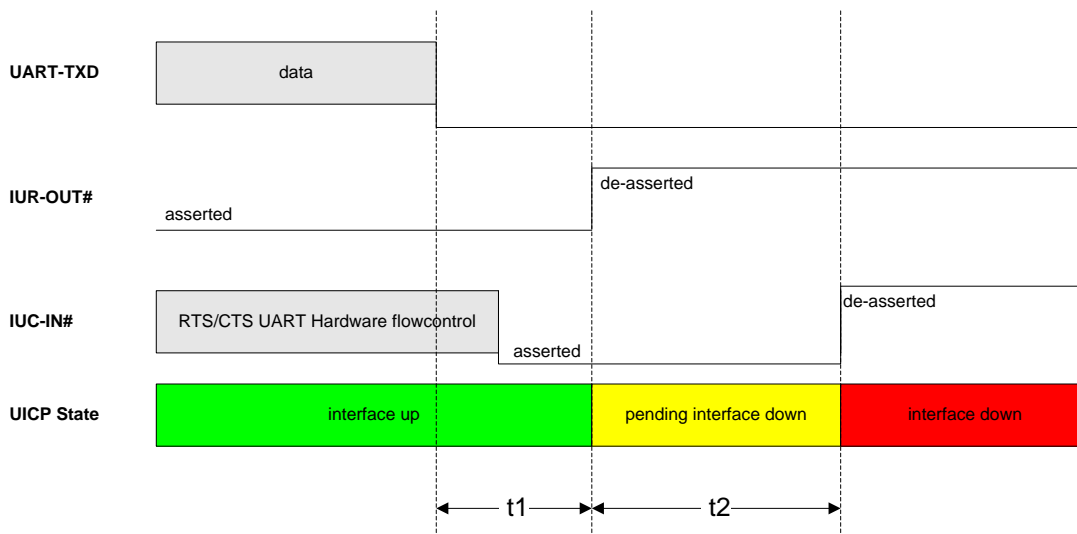 UART-TXD
data
IUR-OUT#
de-asserted
asserted
IUC-IN#
RTS/CTS UART Hardware flowcontrol
de-asserted
asserted
UICP State
interface up
pending interface down
interface down
t1
t2